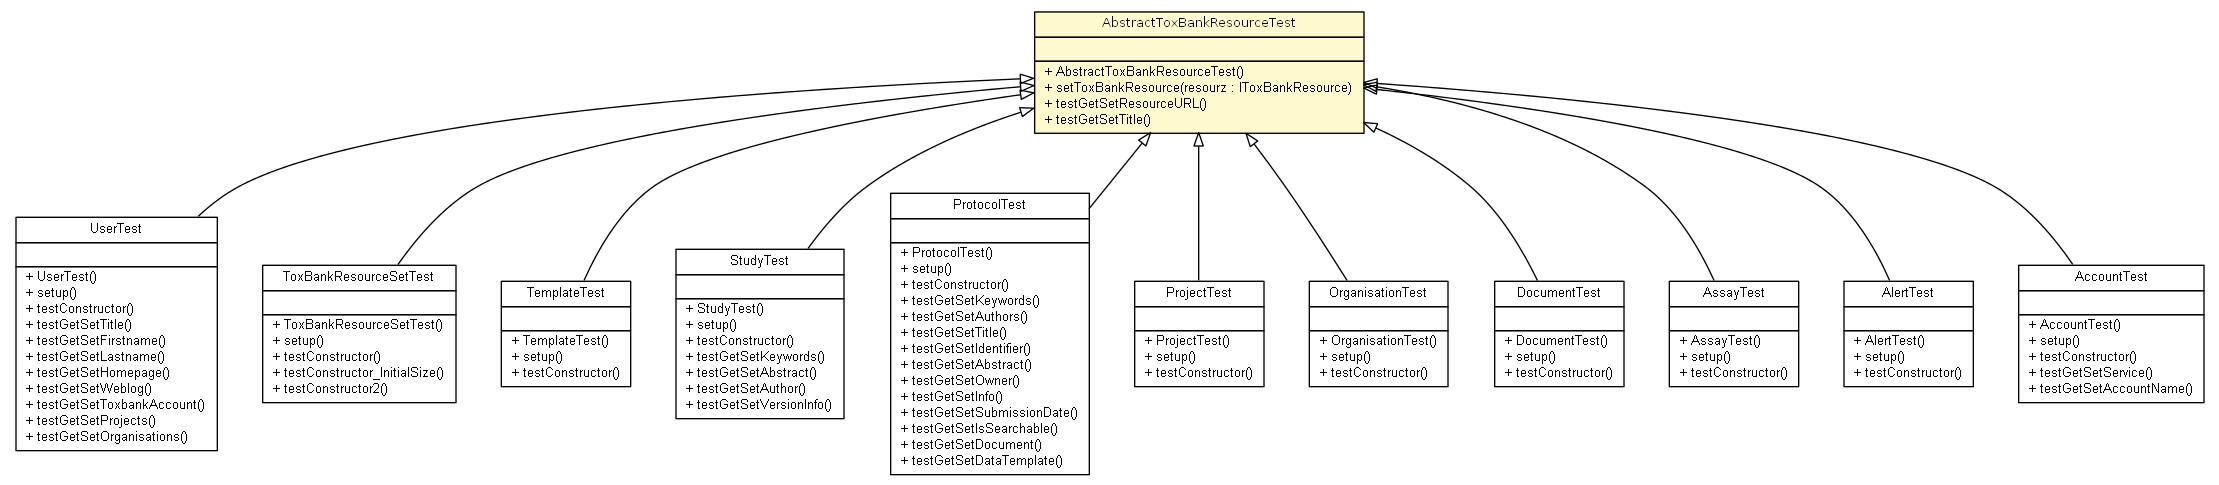 AbstractToxBankResourceTest
+ AbstractToxBankResourceTest()
+ setToxBankResource(resourz : IToxBankResource)
+ testGetSetResourceURL()
+ testGetSetTitle()
UserTest
+ UserTest()
+ setup()
+ testConstructor()
+ testGetSetTitle()
+ testGetSetFirstname()
+ testGetSetLastname()
+ testGetSetHomepage()
+ testGetSetWeblog()
+ testGetSetToxbankAccount()
+ testGetSetProjects()
+ testGetSetOrganisations()
ToxBankResourceSetTest
+ ToxBankResourceSetTest()
+ setup()
+ testConstructor()
+ testConstructor_InitialSize()
+ testConstructor2()
TemplateTest
+ TemplateTest()
+ setup()
+ testConstructor()
StudyTest
+ StudyTest()
+ setup()
+ testConstructor()
+ testGetSetKeywords()
+ testGetSetAbstract()
+ testGetSetAuthor()
+ testGetSetVersionInfo()
ProtocolTest
+ ProtocolTest()
+ setup()
+ testConstructor()
+ testGetSetKeywords()
+ testGetSetAuthors()
+ testGetSetTitle()
+ testGetSetIdentifier()
+ testGetSetAbstract()
+ testGetSetOwner()
+ testGetSetInfo()
+ testGetSetSubmissionDate()
+ testGetSetIsSearchable()
+ testGetSetDocument()
+ testGetSetDataTemplate()
ProjectTest
+ ProjectTest()
+ setup()
+ testConstructor()
OrganisationTest
+ OrganisationTest()
+ setup()
+ testConstructor()
DocumentTest
+ DocumentTest()
+ setup()
+ testConstructor()
AssayTest
+ AssayTest()
+ setup()
+ testConstructor()
AlertTest
+ AlertTest()
+ setup()
+ testConstructor()
AccountTest
+ AccountTest()
+ setup()
+ testConstructor()
+ testGetSetService()
+ testGetSetAccountName()